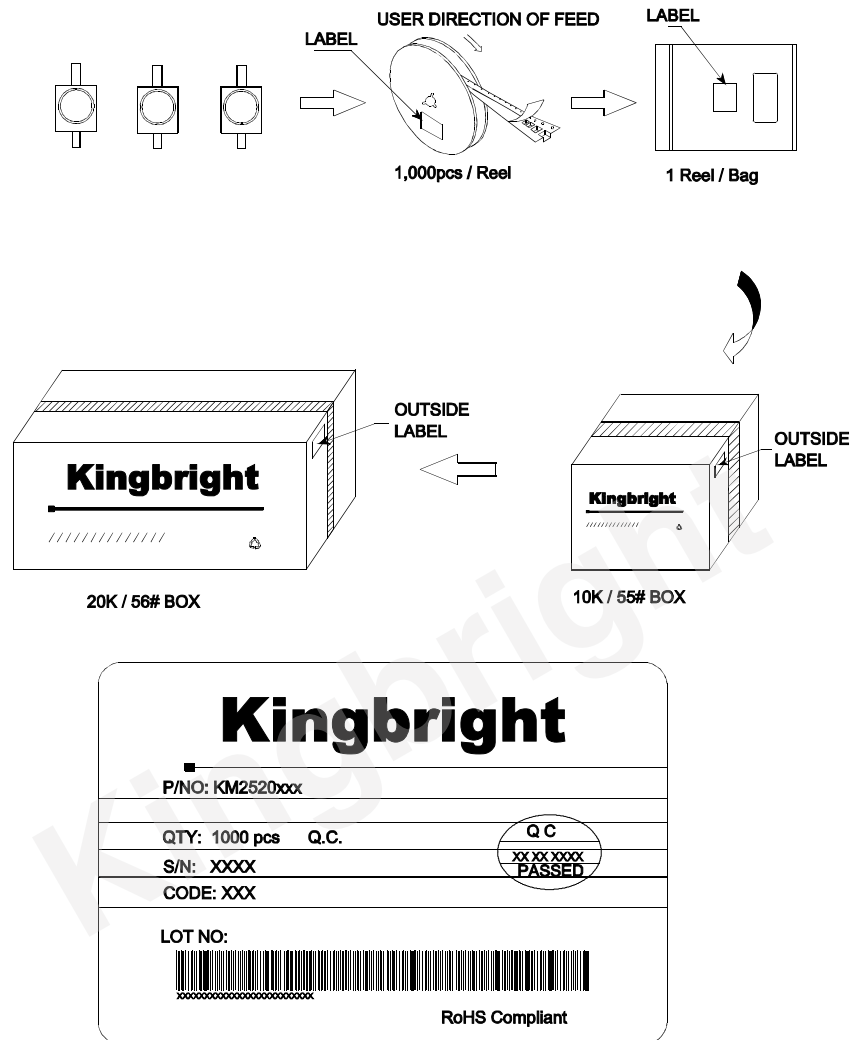 USER DIRECTION OF FEED
LABEL
LABEL
1,000pcs / Reel
1 Reel / Bag
OUTSIDE
LABEL
OUTSIDE
LABEL
Kingbright
Kingbright
20K / 56# BOX
10K / 55# BOX
Kingbright
Kingbright
P/NO: KM2520xxx
QTY: 1000 pcs Q.C.
Q C
XX XX XXXX
PASSED
S/N: XXXX
CODE: XXX
LOT NO:
RoHS Compliant